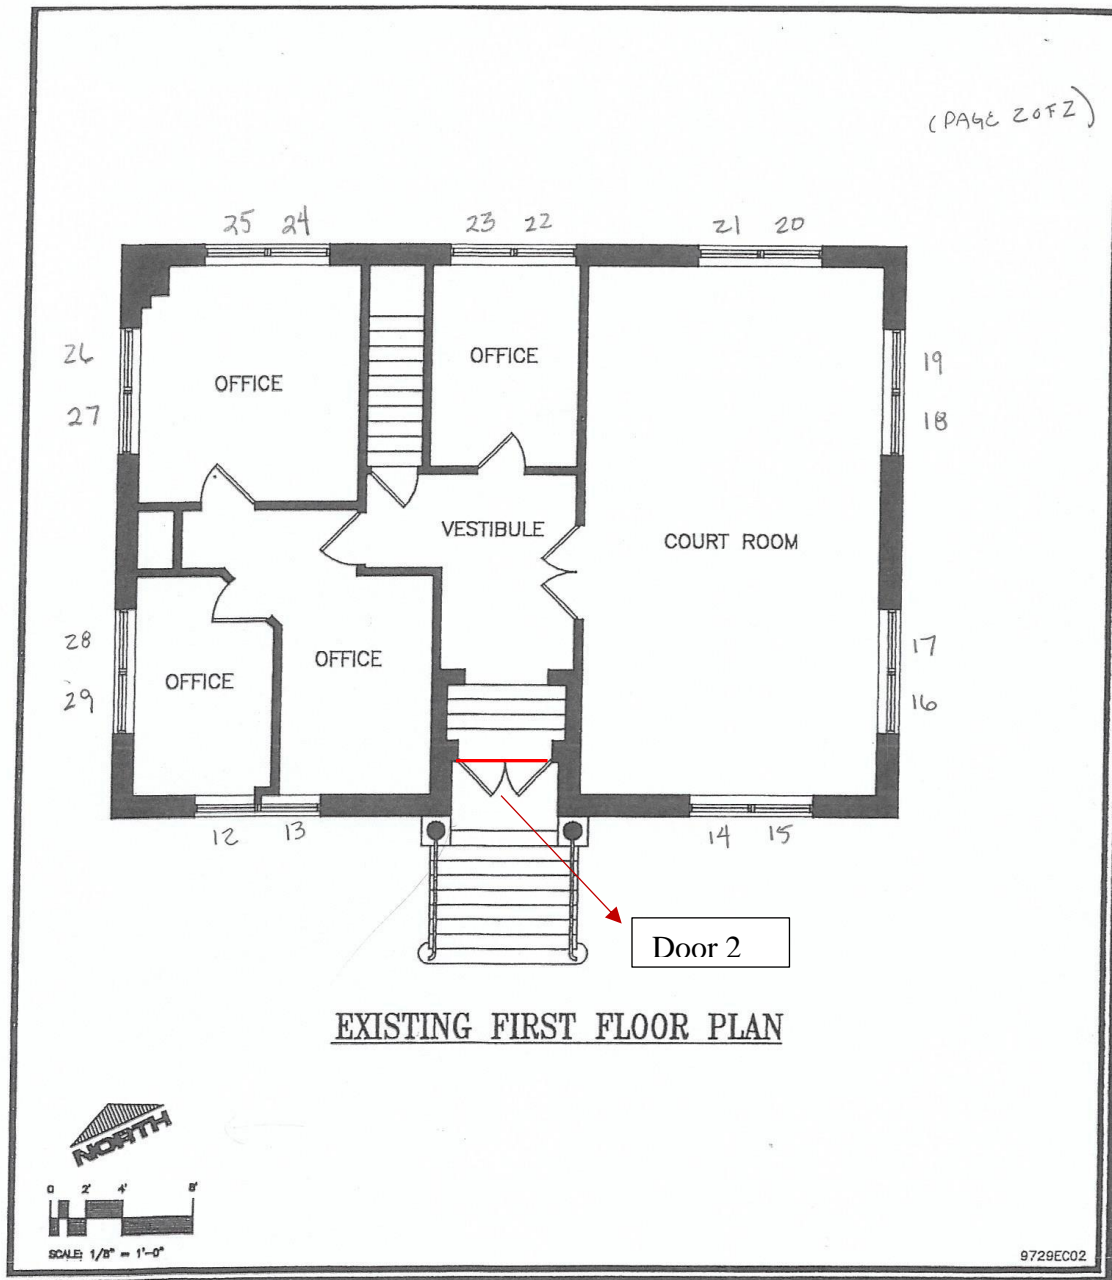 (PAGE 2 OF 2)
25 24 23 22 21 20
26
27
OFFICE
OFFICE
19
18
VESTIBULE
COURT ROOM
28
29
OFFICE
OFFICE
17
16
12 13 14 15
Door 2
EXISTING FIRST FLOOR PLAN
NORTH
0 2' 4' 8'
SCALE: 1/8" = 1'-0"
9729EC02